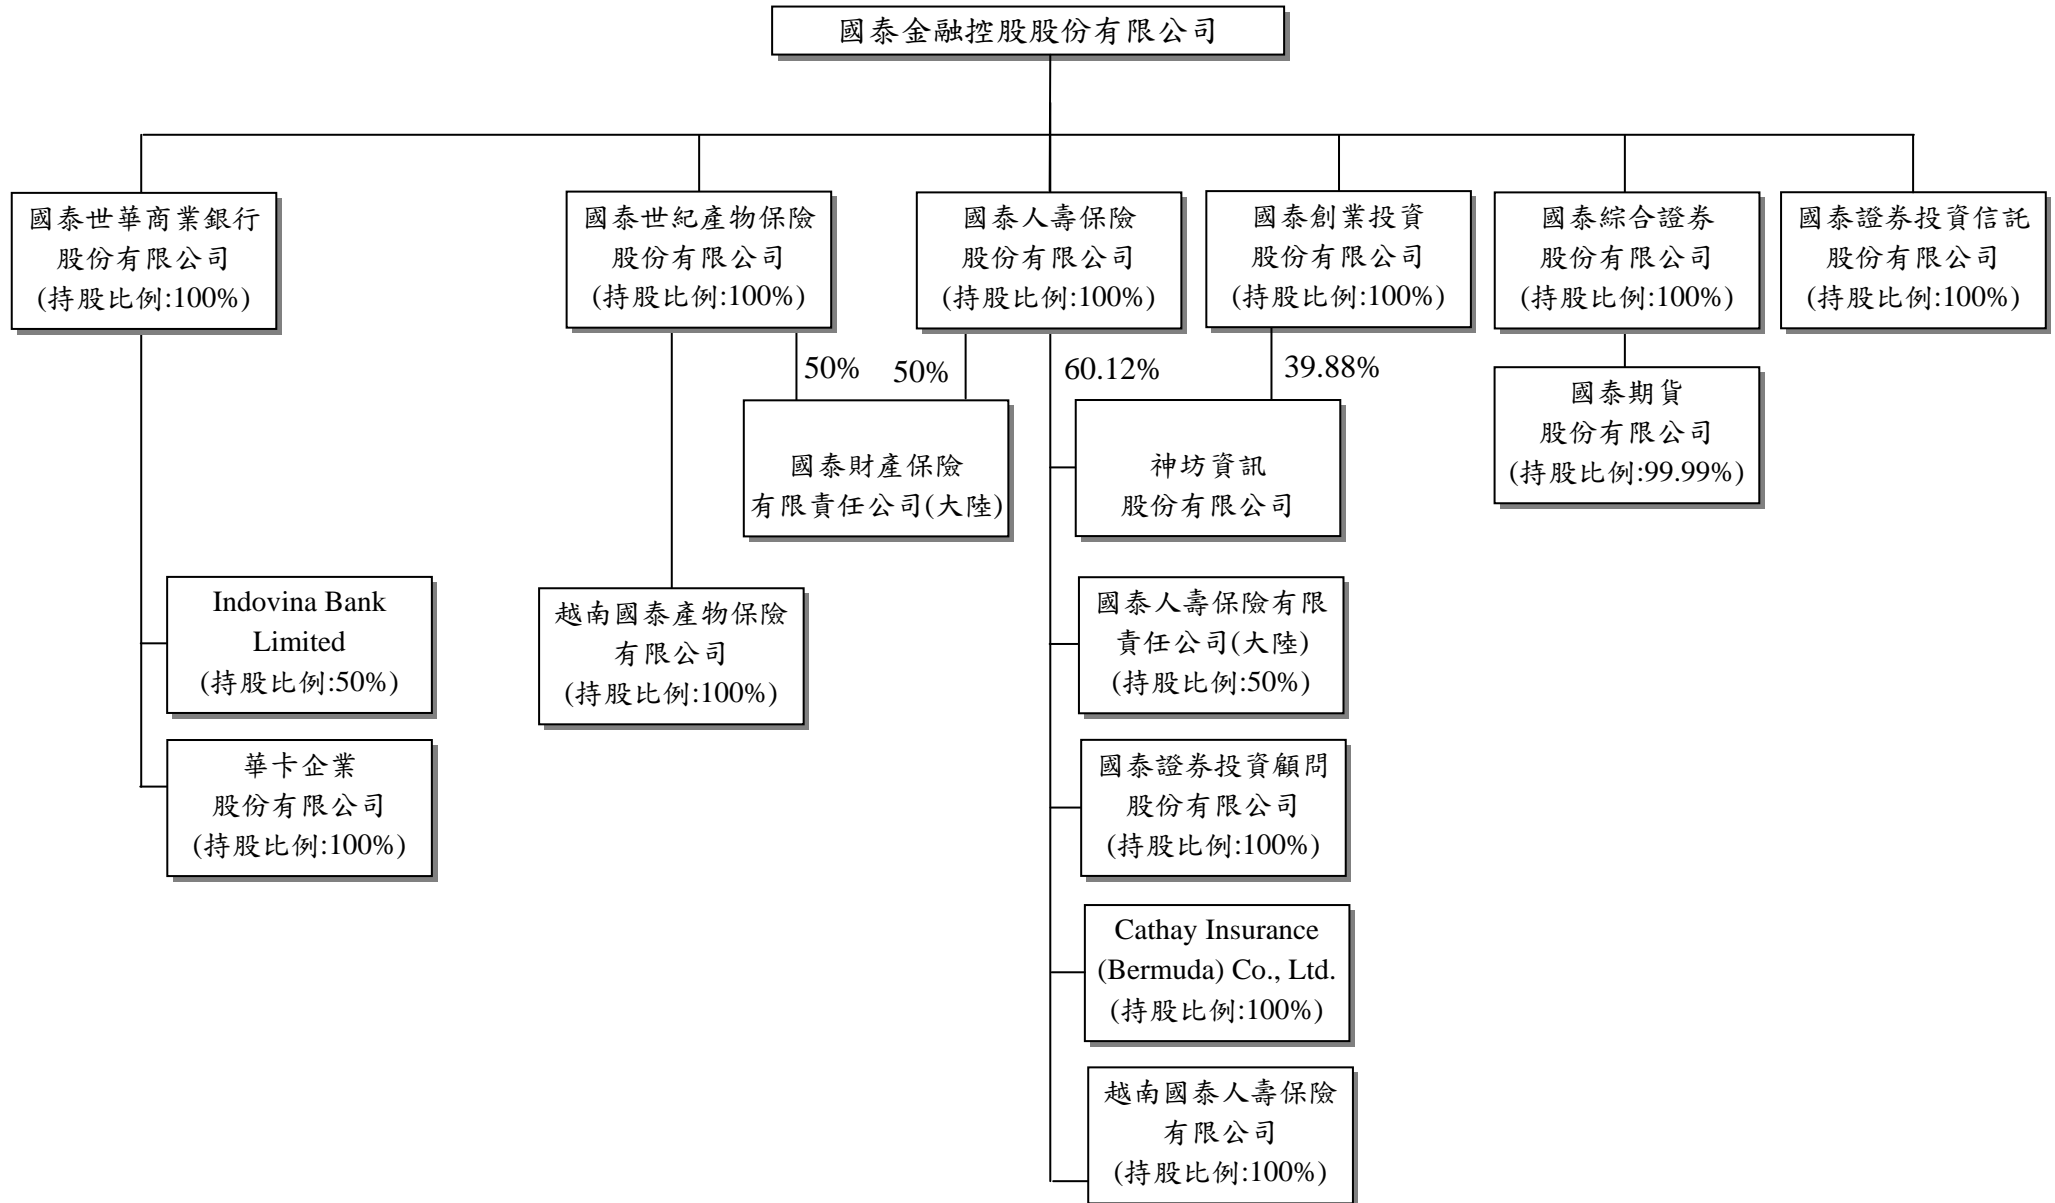 國泰金融控股股份有限公司
國泰世華商業銀行
股份有限公司
(持股比例:100%)
國泰世紀產物保險
股份有限公司
(持股比例:100%)
國泰人壽保險
股份有限公司
(持股比例:100%)
國泰創業投資
股份有限公司
(持股比例:100%)
國泰綜合證券
股份有限公司
(持股比例:100%)
國泰證券投資信託
股份有限公司
(持股比例:100%)
50%
50%
60.12%
39.88%
國泰財產保險
有限責任公司(大陸)
神坊資訊
股份有限公司
國泰期貨
股份有限公司
(持股比例:99.99%)
Indovina Bank
Limited
(持股比例:50%)
越南國泰產物保險
有限公司
(持股比例:100%)
國泰人壽保險有限
責任公司(大陸)
(持股比例:50%)
華卡企業
股份有限公司
(持股比例:100%)
國泰證券投資顧問
股份有限公司
(持股比例:100%)
Cathay Insurance
(Bermuda) Co., Ltd.
(持股比例:100%)
越南國泰人壽保險
有限公司
(持股比例:100%)